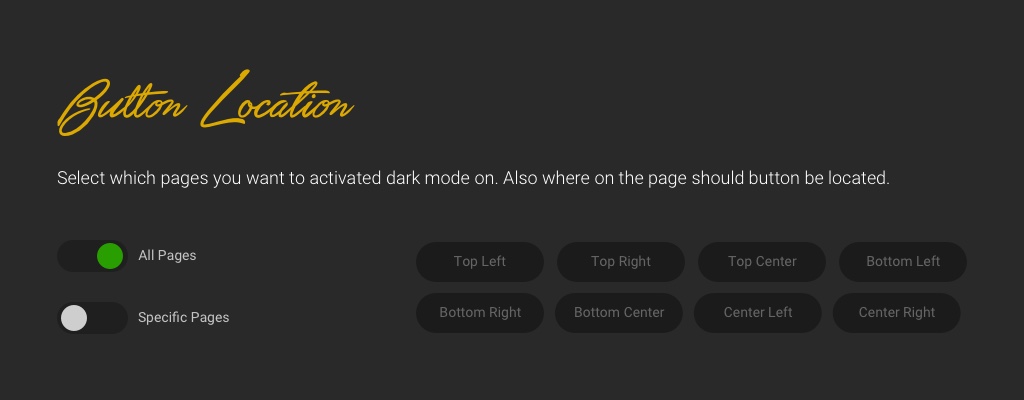 Button Location
Select which pages you want to activated dark mode on. Also where on the page should button be located.
All Pages
Specific Pages
Top Left
Top Right
Top Center
Bottom Left
Bottom Right
Bottom Center
Center Left
Center Right